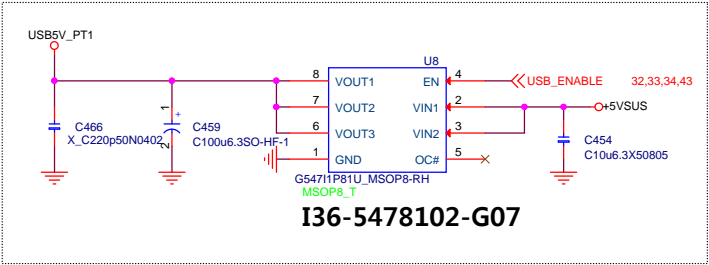 USB5V_PT1
U8
8 VOUT1 EN 4 USB_ENABLE 32,33,34,43
7 VOUT2 VIN1 2 +5VSUS
6 VOUT3 VIN2 3
1 GND OC# 5
C466
X_C220p50N0402
1
+
2
C459
C100u6.3SO-HF-1
C454
C10u6.3X50805
G547I1P81U_MSOP8-RH
MSOP8_T
I36-5478102-G07